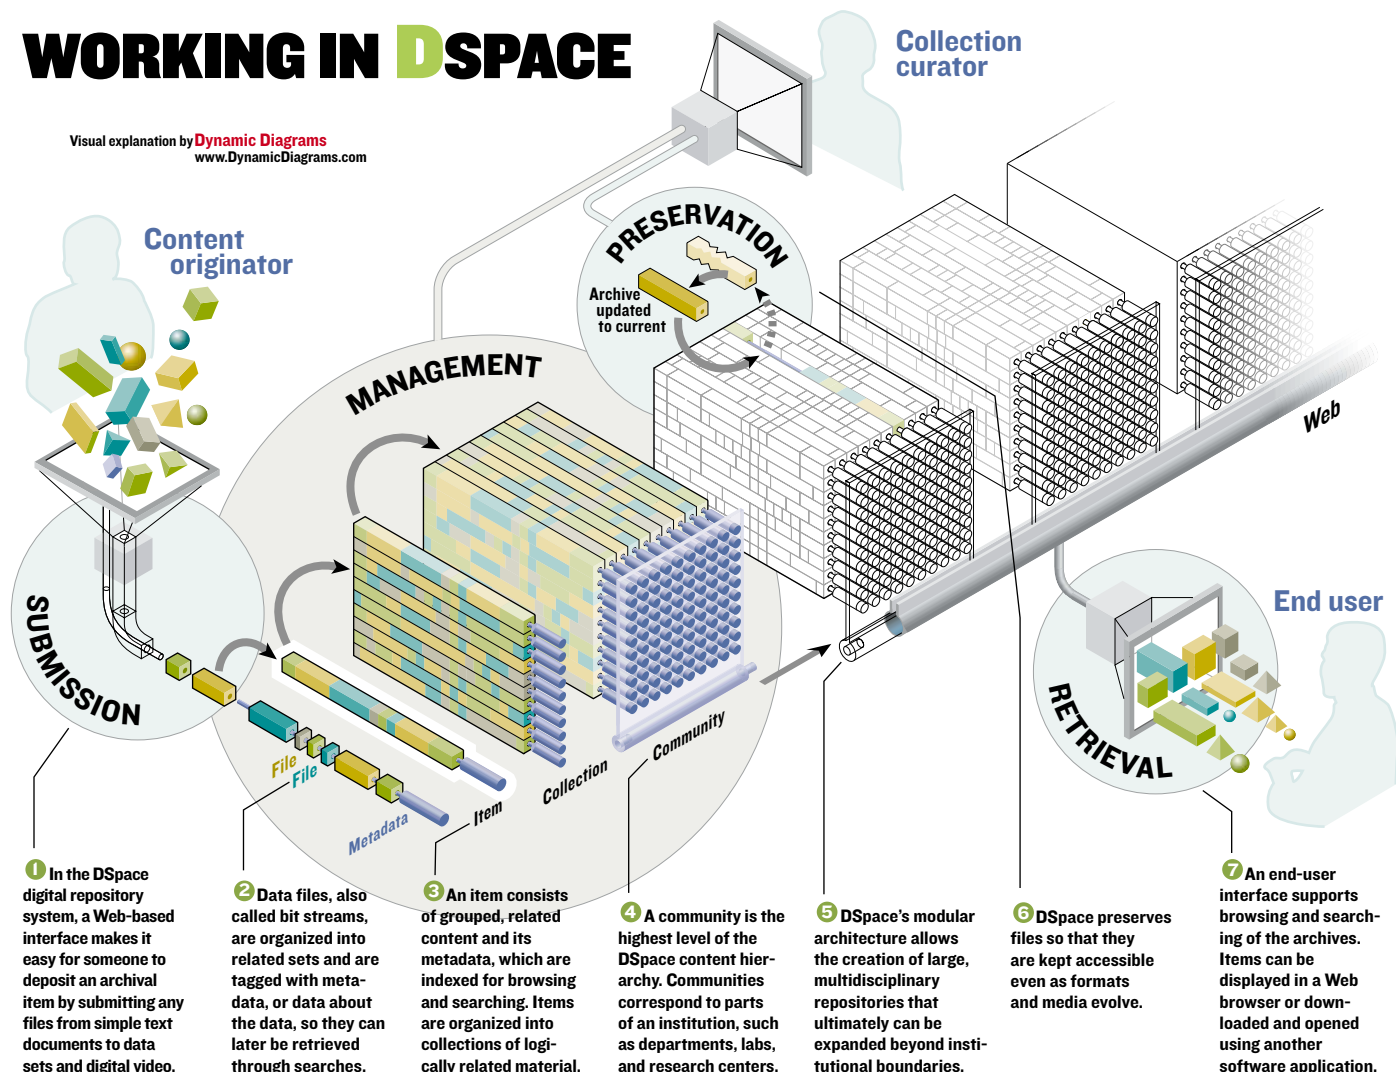 WORKING IN DSPACE
Visual explanation by Dynamic Diagrams
www.DynamicDiagrams.com
Collection
curator
Content
originator
PRESERVATION
Archive
updated
to current
MANAGEMENT
Web
SUBMISSION
End user
RETRIEVAL
File
File
Metadata
Item
Collection
Community
1 In the DSpace
digital repository
system, a Web-based
interface makes it
easy for someone to
deposit an archival
item by submitting any
files from simple text
documents to data
sets and digital video.
2 Data files, also
called bit streams,
are organized into
related sets and are
tagged with meta-
data, or data about
the data, so they can
later be retrieved
through searches.
3 An item consists
of grouped, related
content and its
metadata, which are
indexed for browsing
and searching. Items
are organized into
collections of logi-
cally related material.
4 A community is the
highest level of the
DSpace content hier-
archy. Communities
correspond to parts
of an institution, such
as departments, labs,
and research centers.
5 DSpace's modular
architecture allows
the creation of large,
multidisciplinary
repositories that
ultimately can be
expanded beyond insti-
tutional boundaries.
6 DSpace preserves
files so that they
are kept accessible
even as formats
and media evolve.
7 An end-user
interface supports
browsing and search-
ing of the archives.
Items can be
displayed in a Web
browser or down-
loaded and opened
using another
software application.